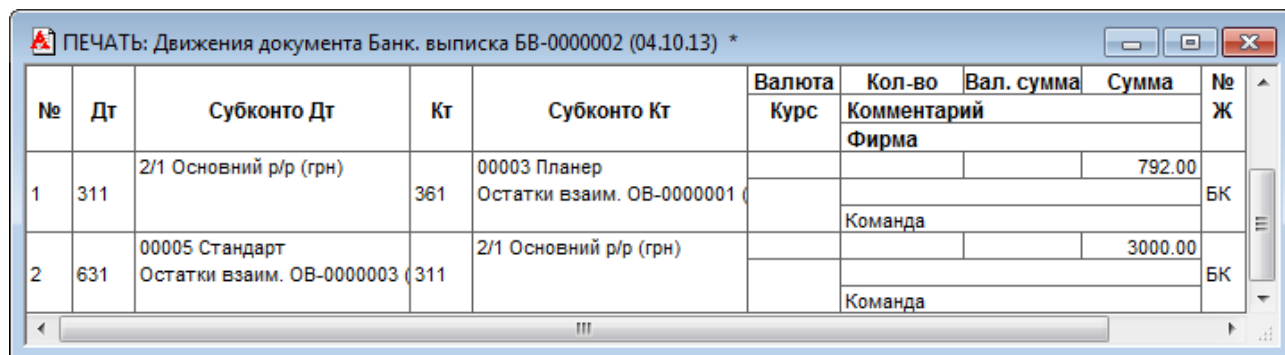 ПЕЧАТЬ: Движения документа Банк. выписка БВ-0000002 (04.10.13) *
№ Дт Субконто Дт Кт Субконто Кт Валюта Кол-во Вал. сумма Сумма № Ж
Курс Комментарий
Фирма
2/1 Основний р/р (грн) 00003 Планер 792.00
1 311 361 Остатки взаим. ОВ-0000001 ( БК
Команда
00005 Стандарт 2/1 Основний р/р (грн) 3000.00
2 631 Остатки взаим. ОВ-0000003 ( 311 БК
Команда